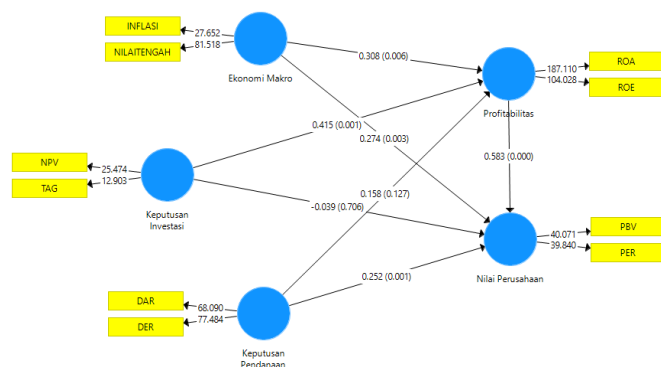 INFLASI
27.652
NILAITENGAH
81.518
Ekonomi Makro
0.308 (0.006)
187.110
ROA
104.028
ROE
Profitabilitas
0.415 (0.001)
0.274 (0.003)
0.583 (0.000)
NPV
25.474
TAG
12.903
Keputusan
Investasi
0.158 (0.127)
-0.039 (0.706)
40.071
PBV
39.840
PER
Nilai Perusahaan
0.252 (0.001)
DAR
68.090
DER
77.484
Keputusan
Pendanaan